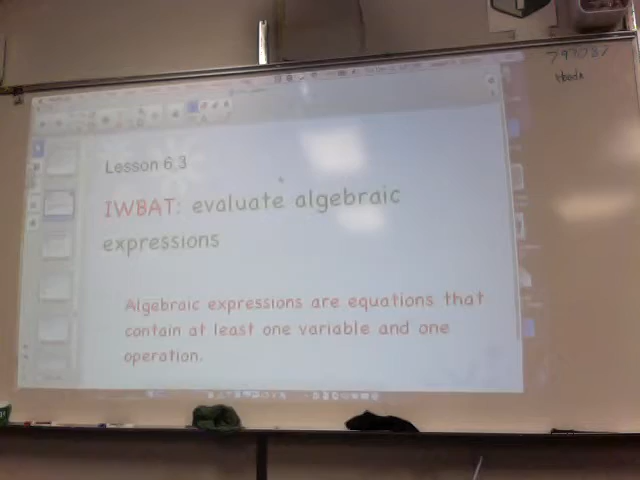 Lesson 6.3
IWBAT: evaluate algebraic
expressions
Algebraic expressions are equations that
contain at least one variable and one
operation.